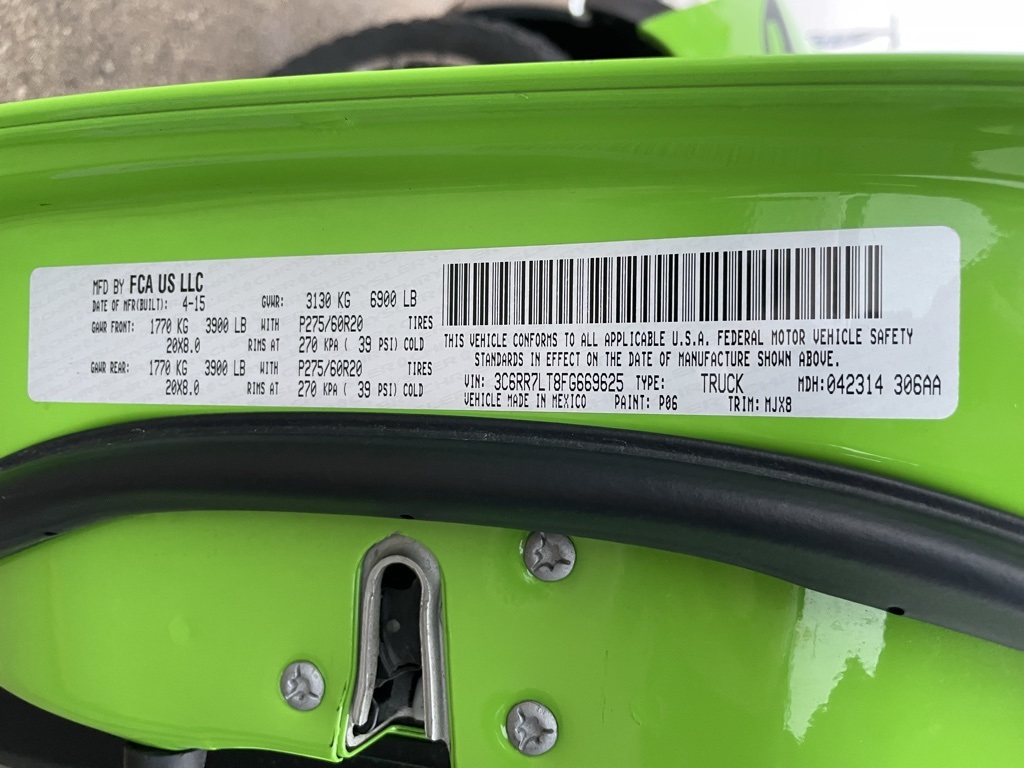 MFD BY FCA US LLC
DATE OF MFR(BUILT): 4-15 GVWR: 3130 KG 6900 LB
GAWR FRONT: 1770 KG 3900 LB WITH P275/60R20 TIRES
20X8.0 RIMS AT 270 KPA ( 39 PSI) COLD
GAWR REAR: 1770 KG 3900 LB WITH P275/60R20 TIRES
20X8.0 RIMS AT 270 KPA ( 39 PSI) COLD
THIS VEHICLE CONFORMS TO ALL APPLICABLE U.S.A. FEDERAL MOTOR VEHICLE SAFETY
STANDARDS IN EFFECT ON THE DATE OF MANUFACTURE SHOWN ABOVE.
VIN: 3C6RR7LT8FG669625 TYPE: TRUCK MDH:042314 306AA
VEHICLE MADE IN MEXICO PAINT: P06 TRIM: MJX8